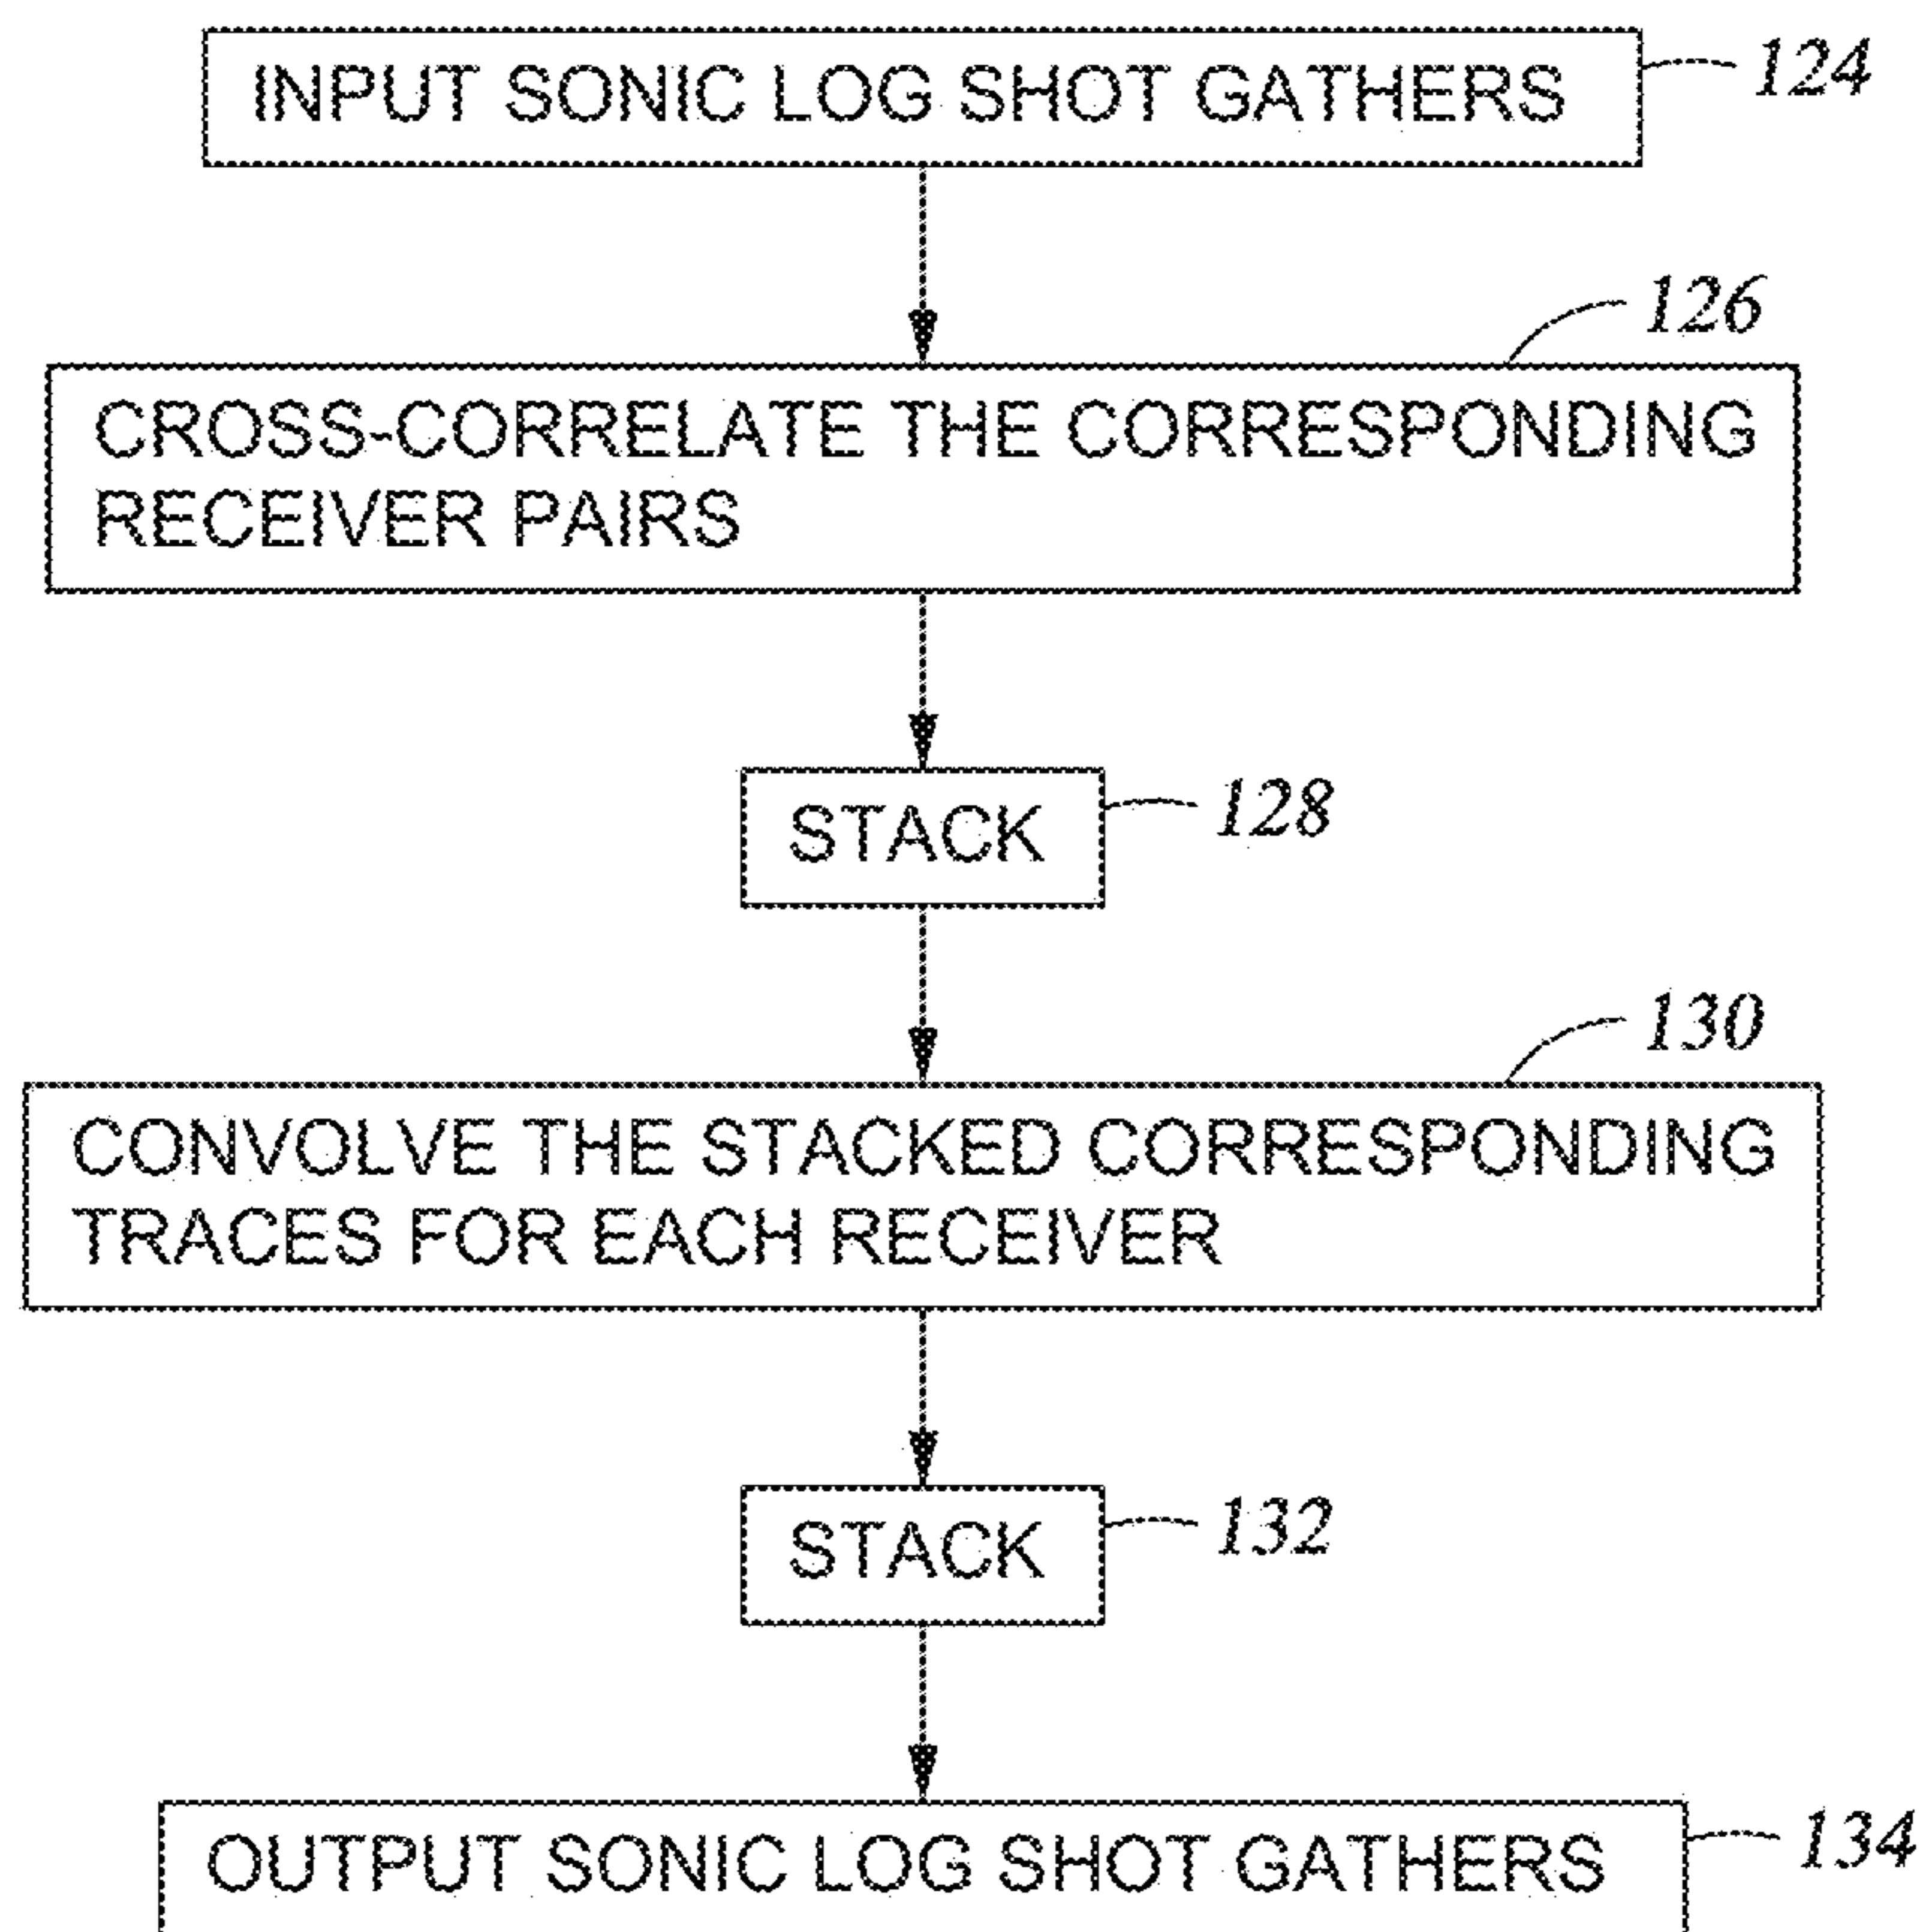 INPUT SONIC LOG SHOT GATHERS
124
126
CROSS-CORRELATE THE CORRESPONDING
RECEIVER PAIRS
STACK
128
130
CONVOLVE THE STACKED CORRESPONDING
TRACES FOR EACH RECEIVER
STACK
132
OUTPUT SONIC LOG SHOT GATHERS
134